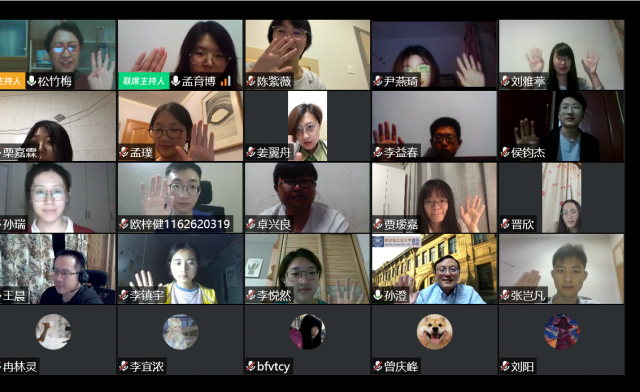 主持人 松竹梅
联席主持人 孟育博
陈紫薇
尹燕琦
刘雅葶
栗嘉霖
孟璞
姜翼舟
李益春
侯钧杰
孙瑞
欧梓健1162620319
卓兴良
贾瑷嘉
晋欣
王晨
李镇宇
李悦然
孙澄
张岂凡
冉林灵
李宜浓
bfvtcy
曾庆峰
刘阳